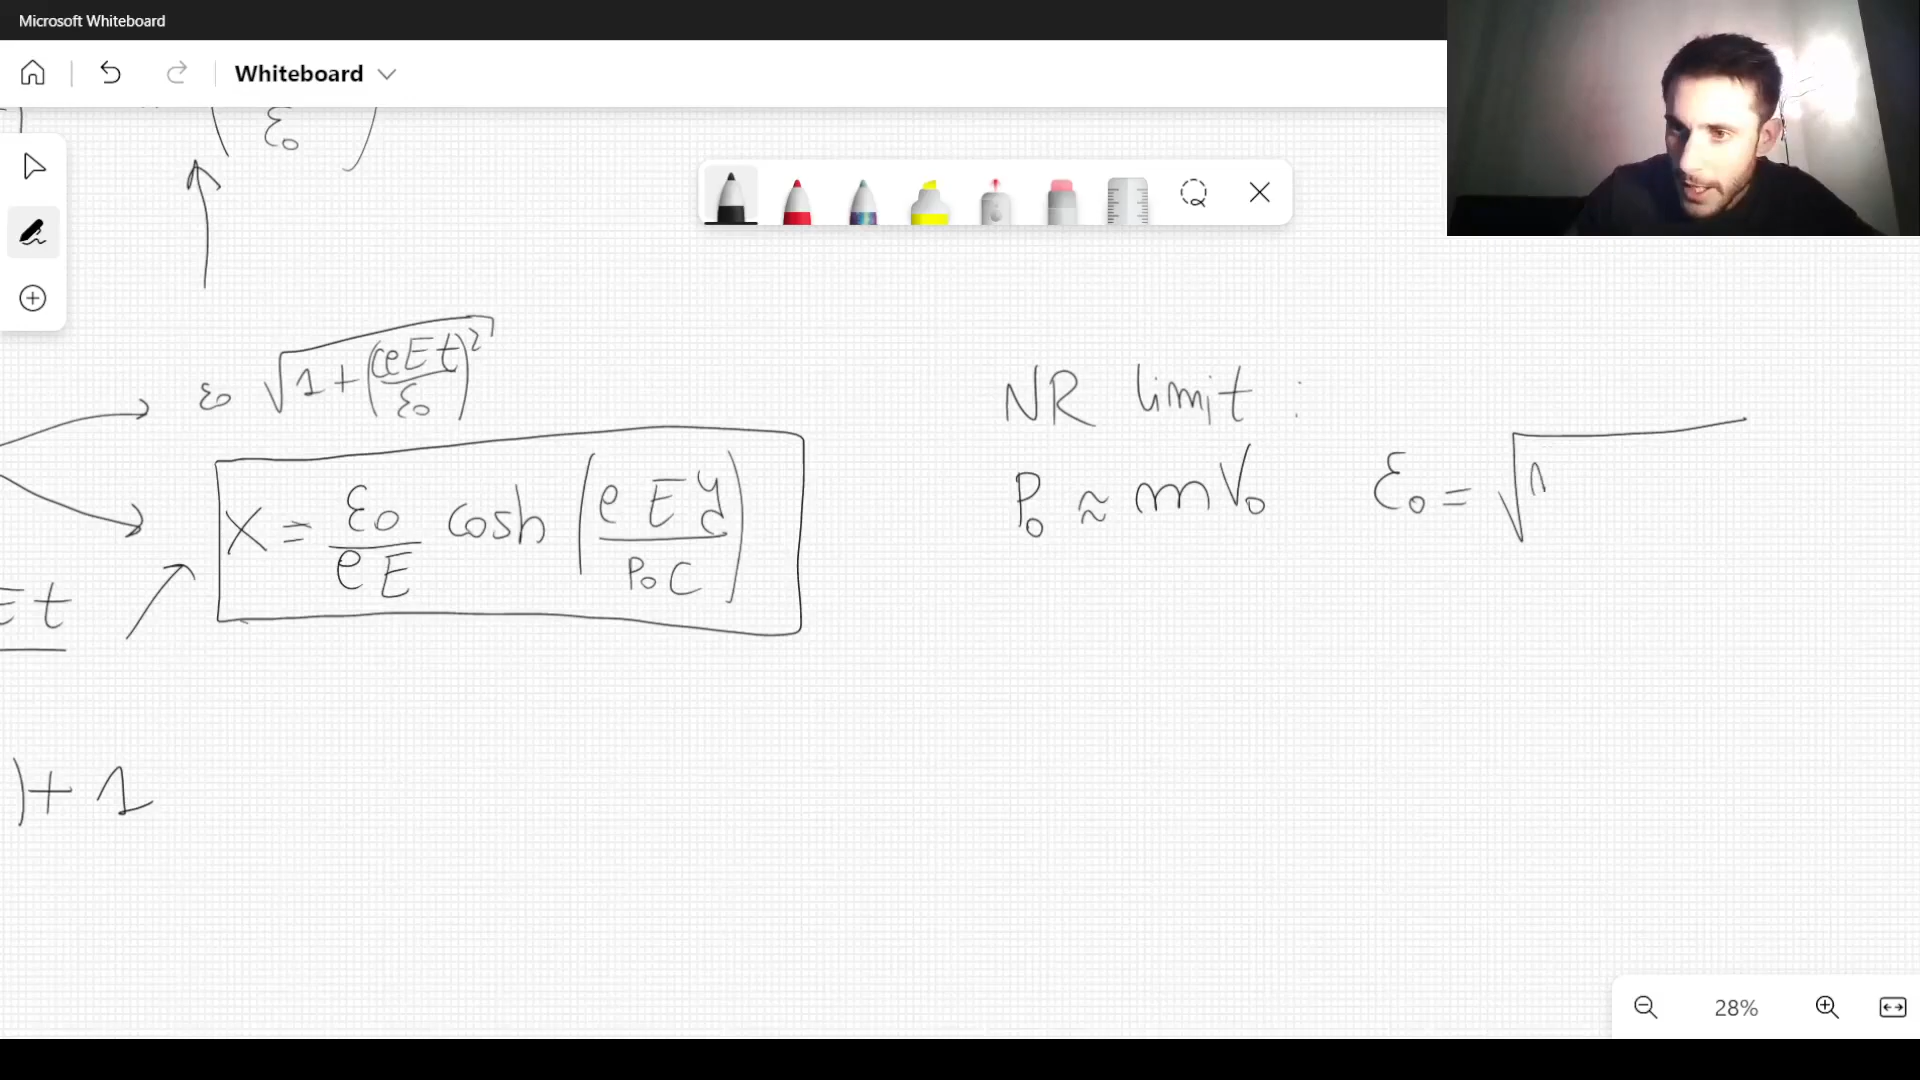 Microsoft Whiteboard
Whiteboard
ε₀
ε₀ √(1 + (ceEt/ε₀)²)
NR limit :
P₀ ≈ mV₀ ε₀ = √
X = ε₀/eE cosh (eEy/P₀C)
Et
) + 1
28%